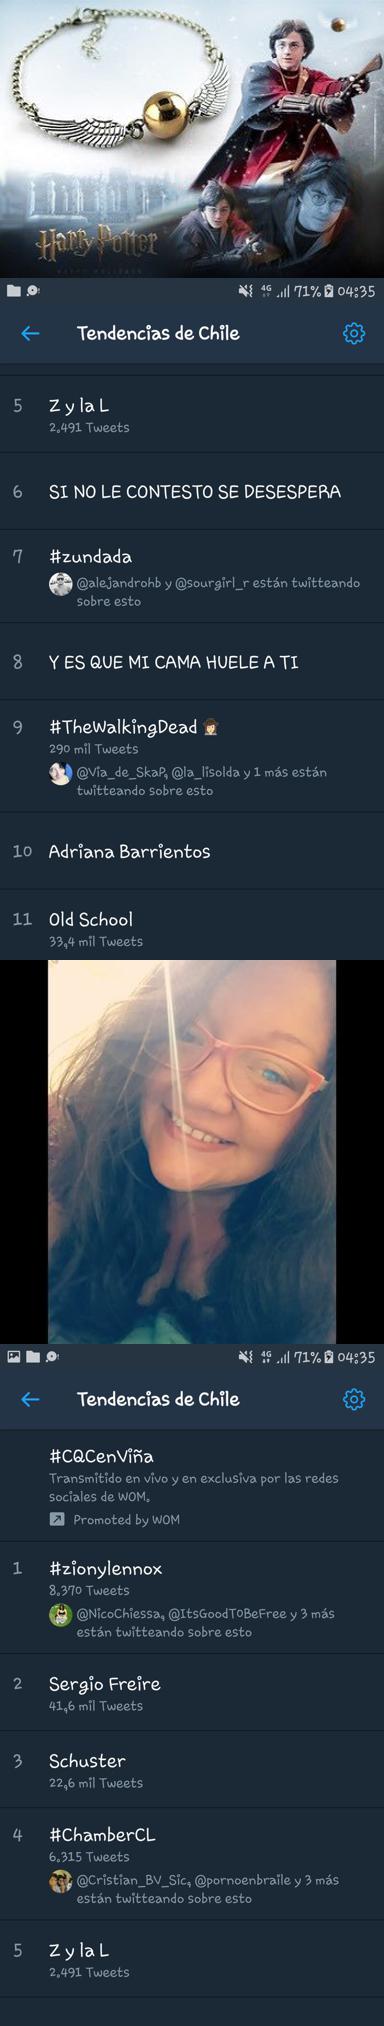 Harry Potter
HAPPY HOLIDAYS
4G 71% 04:35
Tendencias de Chile
5 Z y la L
2,491 Tweets
6 SI NO LE CONTESTO SE DESESPERA
7 #zundada
@alejandrohb y @sourgirl_r están twitteando
sobre esto
8 Y ES QUE MI CAMA HUELE A TI
9 #TheWalkingDead
290 mil Tweets
@Via_de_SkaP, @la_lisolda y 1 más están
twitteando sobre esto
10 Adriana Barrientos
11 Old School
33,4 mil Tweets
4G 71% 04:35
Tendencias de Chile
#CQCenViña
Transmitido en vivo y en exclusiva por las redes
sociales de WOM.
Promoted by WOM
1 #zionylennox
8,370 Tweets
@NicoChiessa, @ItsGoodT0BeFree y 3 más
están twitteando sobre esto
2 Sergio Freire
41,6 mil Tweets
3 Schuster
22,6 mil Tweets
4 #ChamberCL
6,315 Tweets
@Cristian_BV_Sic, @pornoenbraile y 3 más
están twitteando sobre esto
5 Z y la L
2,491 Tweets